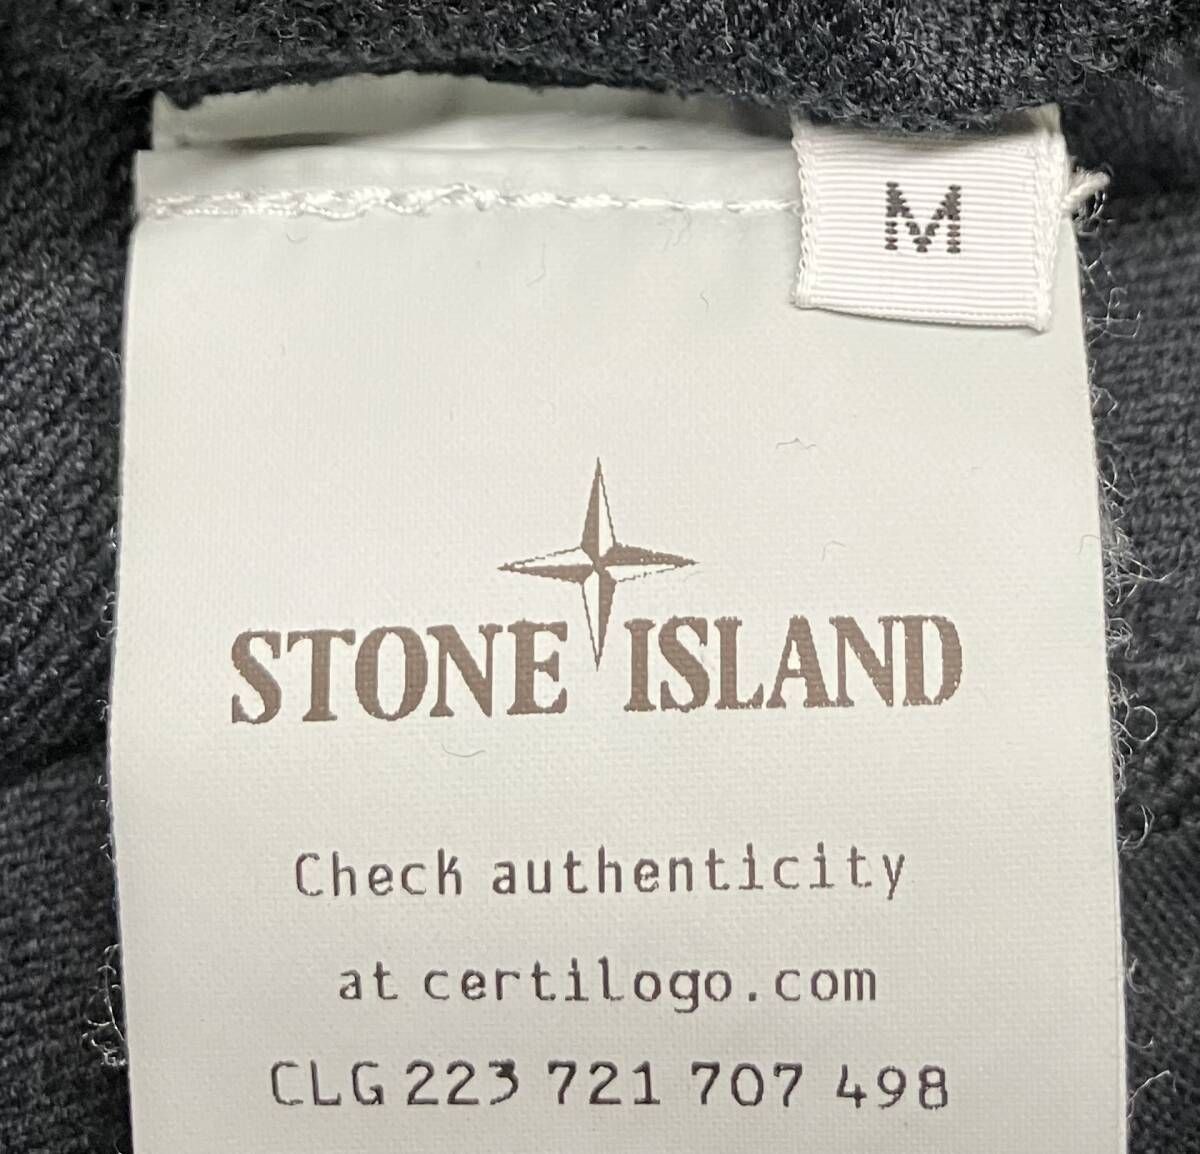 M
STONE ISLAND
Check authenticity
at certilogo.com
CLG 223 721 707 498